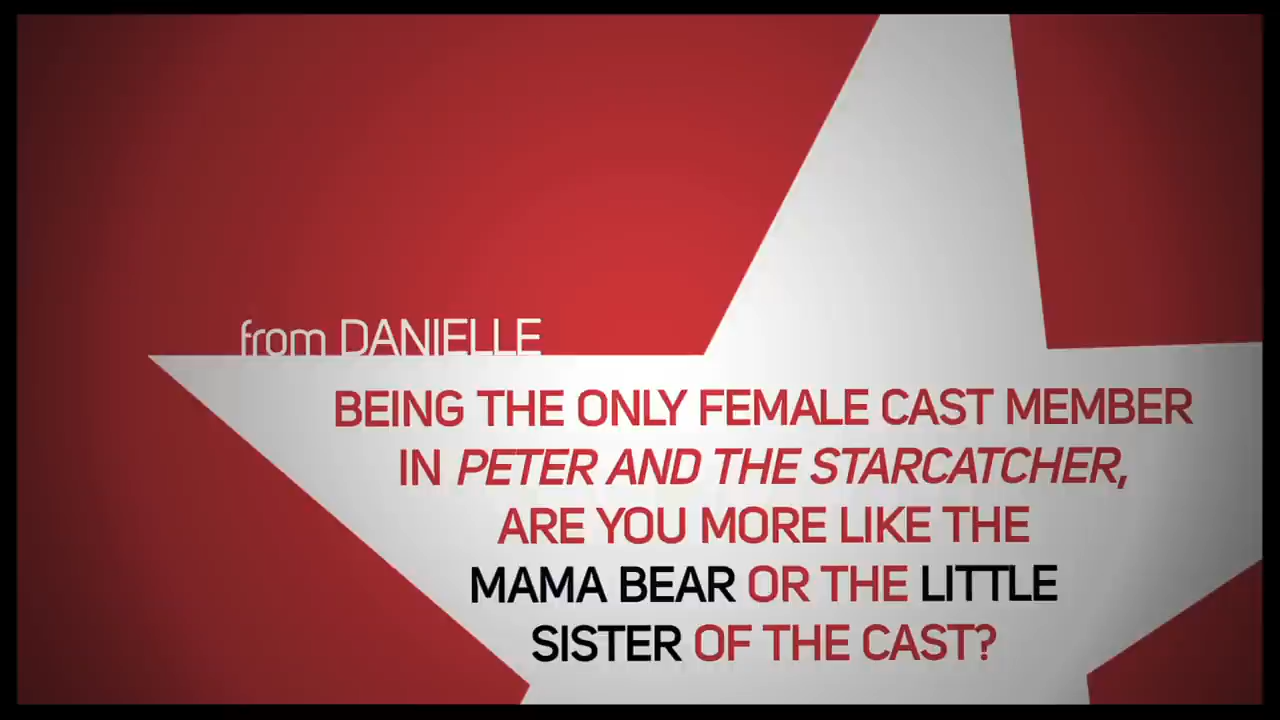 from DANIELLE
BEING THE ONLY FEMALE CAST MEMBER
IN PETER AND THE STARCATCHER,
ARE YOU MORE LIKE THE
MAMA BEAR OR THE LITTLE
SISTER OF THE CAST?